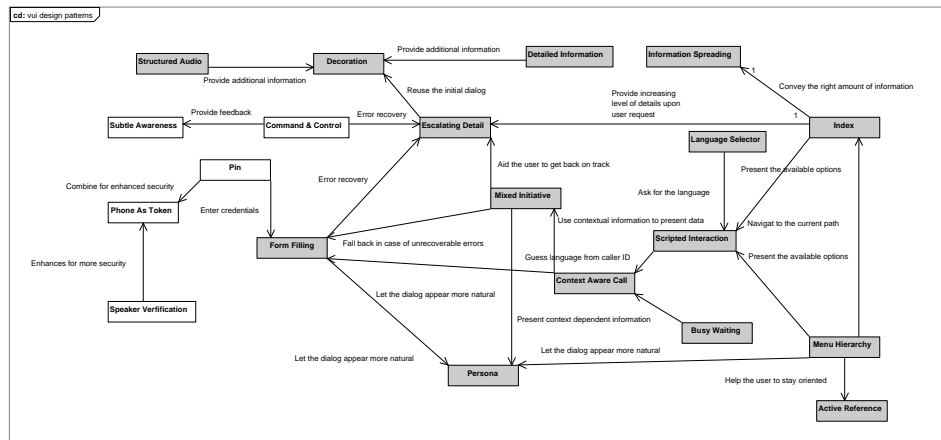 cd: vui design patterns
Structured Audio
Decoration
Provide additional information
Detailed Information
Information Spreading
Provide additional information
1
Convey the right amount of information
Reuse the initial dialog
Provide increasing
level of details upon
user request
1
Subtle Awareness
Provide feedback
Command & Control
Error recovery
Escalating Detail
Index
Language Selector
Pin
Aid the user to get back on track
Present the available options
Error recovery
Combine for enhanced security
Mixed Initiative
Ask for the language
Phone As Token
Enter credentials
Use contextual information to present data
Navigat to the current path
Form Filling
Fall back in case of unrecoverable errors
Scripted Interaction
Guess language from caller ID
Present the available options
Enhances for more security
Context Aware Call
Let the dialog appear more natural
Speaker Verfification
Present context dependent information
Busy Waiting
Menu Hierarchy
Let the dialog appear more natural
Let the dialog appear more natural
Persona
Help the user to stay oriented
Active Reference